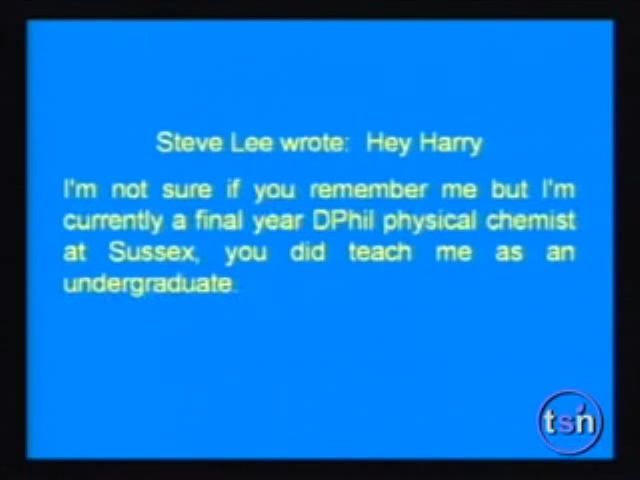 Steve Lee wrote: Hey Harry
I'm not sure if you remember me but I'm
currently a final year DPhil physical chemist
at Sussex, you did teach me as an
undergraduate.
tsn